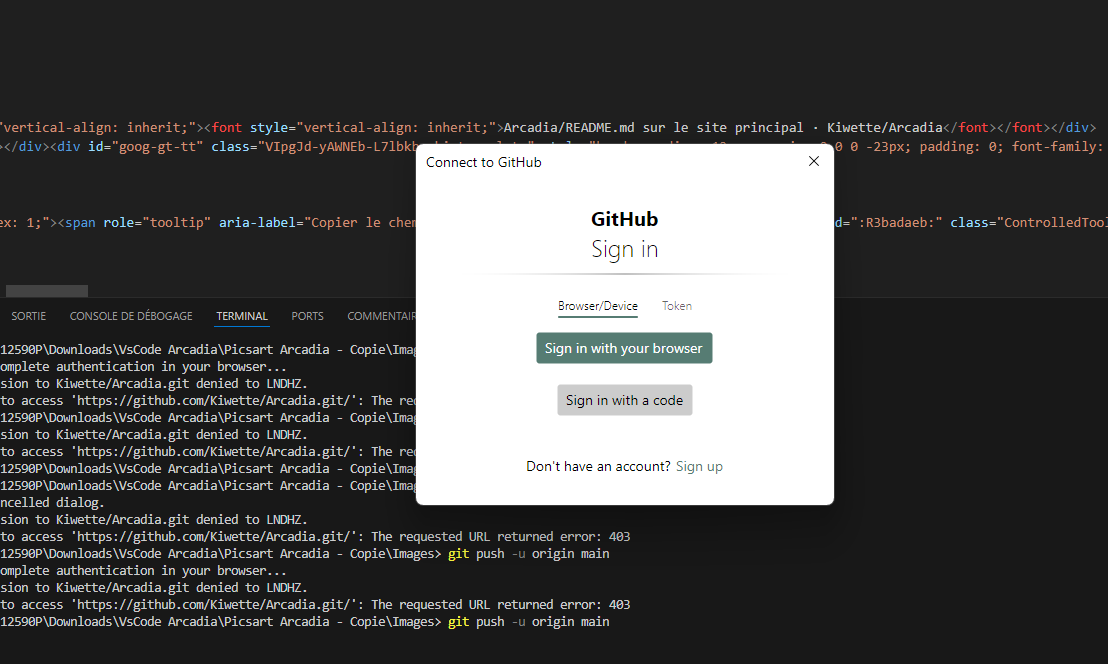 "vertical-align: inherit;"><font style="vertical-align: inherit;">Arcadia/README.md sur le site principal · Kiwette/Arcadia</font></font></div>
></div><div id="goog-gt-tt" class="VIpgJd-yAWNEb-L7lbkb 0 0 -23px; padding: 0; font-family:
ex: 1;"><span role="tooltip" aria-label="Copier le chem d=":R3badaeb:" class="ControlledTool
Connect to GitHub
GitHub
Sign in
Browser/Device Token
Sign in with your browser
Sign in with a code
Don't have an account? Sign up
SORTIE CONSOLE DE DÉBOGAGE TERMINAL PORTS COMMENTAIR
12590P\Downloads\VsCode Arcadia\Picsart Arcadia - Copie\Imag
omplete authentication in your browser...
sion to Kiwette/Arcadia.git denied to LNDHZ.
to access 'https://github.com/Kiwette/Arcadia.git/': The req
12590P\Downloads\VsCode Arcadia\Picsart Arcadia - Copie\Imag
sion to Kiwette/Arcadia.git denied to LNDHZ.
to access 'https://github.com/Kiwette/Arcadia.git/': The req
12590P\Downloads\VsCode Arcadia\Picsart Arcadia - Copie\Imag
12590P\Downloads\VsCode Arcadia\Picsart Arcadia - Copie\Imag
ncelled dialog.
sion to Kiwette/Arcadia.git denied to LNDHZ.
to access 'https://github.com/Kiwette/Arcadia.git/': The requested URL returned error: 403
12590P\Downloads\VsCode Arcadia\Picsart Arcadia - Copie\Images> git push -u origin main
omplete authentication in your browser...
sion to Kiwette/Arcadia.git denied to LNDHZ.
to access 'https://github.com/Kiwette/Arcadia.git/': The requested URL returned error: 403
12590P\Downloads\VsCode Arcadia\Picsart Arcadia - Copie\Images> git push -u origin main